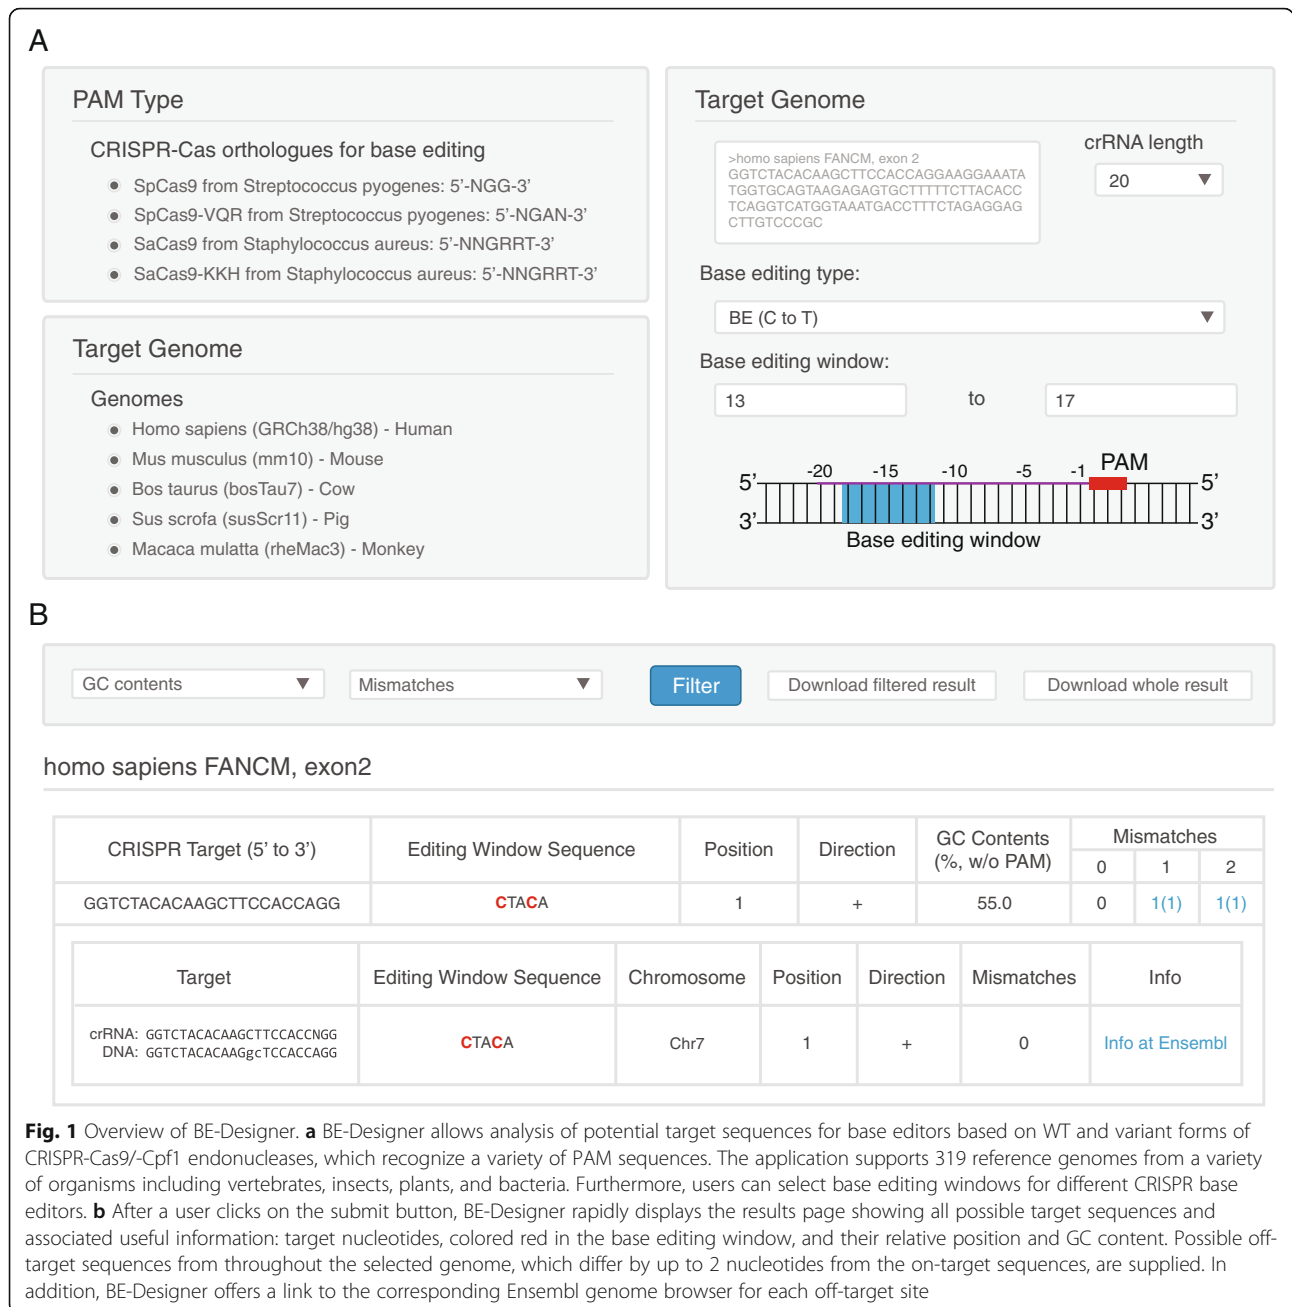 A
PAM Type
CRISPR-Cas orthologues for base editing
SpCas9 from Streptococcus pyogenes: 5'-NGG-3'
SpCas9-VQR from Streptococcus pyogenes: 5'-NGAN-3'
SaCas9 from Staphylococcus aureus: 5'-NNGRRT-3'
SaCas9-KKH from Staphylococcus aureus: 5'-NNGRRT-3'
Target Genome
Genomes
Homo sapiens (GRCh38/hg38) - Human
Mus musculus (mm10) - Mouse
Bos taurus (bosTau7) - Cow
Sus scrofa (susScr11) - Pig
Macaca mulatta (rheMac3) - Monkey
Target Genome
>homo sapiens FANCM, exon 2
GGTCTACACAAGCTTCCACCAGGAAGGAAATA
TGGTGCAGTAAGAGAGTGCTTTTTCTTACACC
TCAGGTCATGGTAAATGACCTTTCTAGAGGAG
CTTGTCCCGC
crRNA length
20
Base editing type:
BE (C to T)
Base editing window:
13 to 17
-20 -15 -10 -5 -1 PAM
5' 5'
3' 3'
Base editing window
B
GC contents Mismatches Filter Download filtered result Download whole result
homo sapiens FANCM, exon2
CRISPR Target (5' to 3') Editing Window Sequence Position Direction GC Contents (%, w/o PAM) Mismatches
0 1 2
GGTCTACACAAGCTTCCACCAGG CTACA 1 + 55.0 0 1(1) 1(1)
Target Editing Window Sequence Chromosome Position Direction Mismatches Info
crRNA: GGTCTACACAAGCTTCCACCNGG
DNA: GGTCTACACAAGgcTCCACCAGG
CTACA Chr7 1 + 0 Info at Ensembl
Fig. 1 Overview of BE-Designer. a BE-Designer allows analysis of potential target sequences for base editors based on WT and variant forms of
CRISPR-Cas9/-Cpf1 endonucleases, which recognize a variety of PAM sequences. The application supports 319 reference genomes from a variety
of organisms including vertebrates, insects, plants, and bacteria. Furthermore, users can select base editing windows for different CRISPR base
editors. b After a user clicks on the submit button, BE-Designer rapidly displays the results page showing all possible target sequences and
associated useful information: target nucleotides, colored red in the base editing window, and their relative position and GC content. Possible off-
target sequences from throughout the selected genome, which differ by up to 2 nucleotides from the on-target sequences, are supplied. In
addition, BE-Designer offers a link to the corresponding Ensembl genome browser for each off-target site